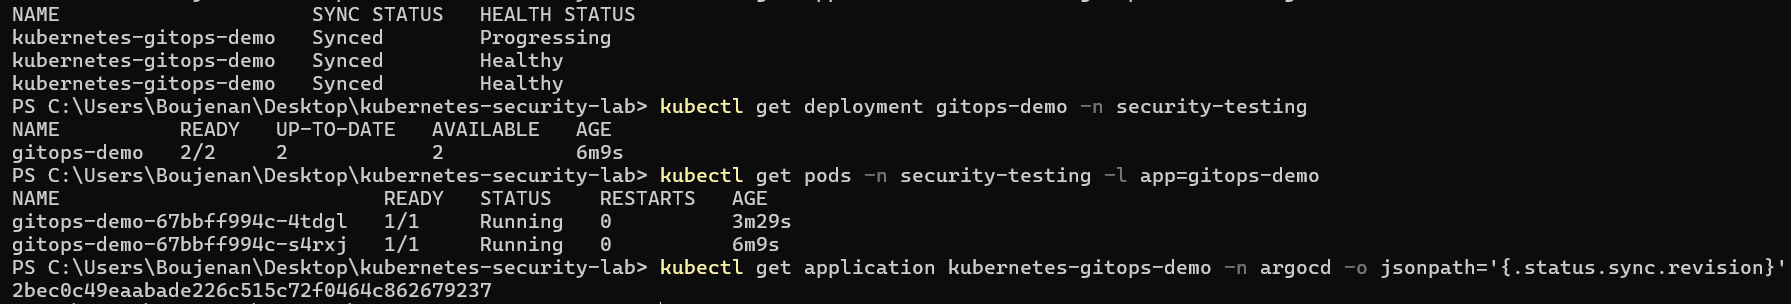 NAME                     SYNC STATUS   HEALTH STATUS
kubernetes-gitops-demo   Synced        Progressing
kubernetes-gitops-demo   Synced        Healthy
kubernetes-gitops-demo   Synced        Healthy
PS C:\Users\Boujenan\Desktop\kubernetes-security-lab> kubectl get deployment gitops-demo -n security-testing
NAME          READY   UP-TO-DATE   AVAILABLE   AGE
gitops-demo   2/2     2            2           6m9s
PS C:\Users\Boujenan\Desktop\kubernetes-security-lab> kubectl get pods -n security-testing -l app=gitops-demo
NAME                           READY   STATUS    RESTARTS   AGE
gitops-demo-67bbff994c-4tdgl   1/1     Running   0          3m29s
gitops-demo-67bbff994c-s4rxj   1/1     Running   0          6m9s
PS C:\Users\Boujenan\Desktop\kubernetes-security-lab> kubectl get application kubernetes-gitops-demo -n argocd -o jsonpath='{.status.sync.revision}'
2bec0c49eaabade226c515c72f0464c862679237